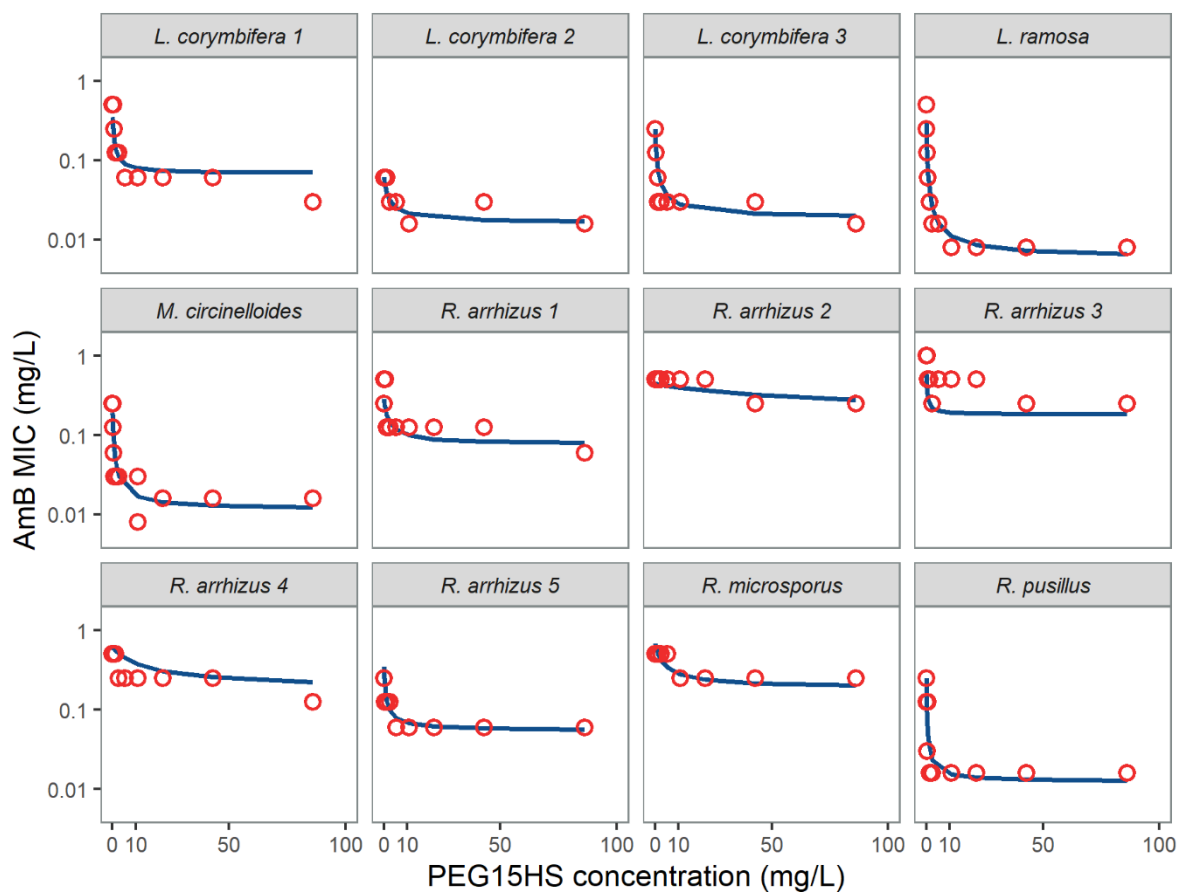 L. corymbifera 1
L. corymbifera 2
L. corymbifera 3
L. ramosa
1
0.1
0.01
M. circinelloides
R. arrhizus 1
R. arrhizus 2
R. arrhizus 3
1
0.1
0.01
R. arrhizus 4
R. arrhizus 5
R. microsporus
R. pusillus
1
0.1
0.01
0 10 50 100
0 10 50 100
0 10 50 100
0 10 50 100
AmB MIC (mg/L)
PEG15HS concentration (mg/L)